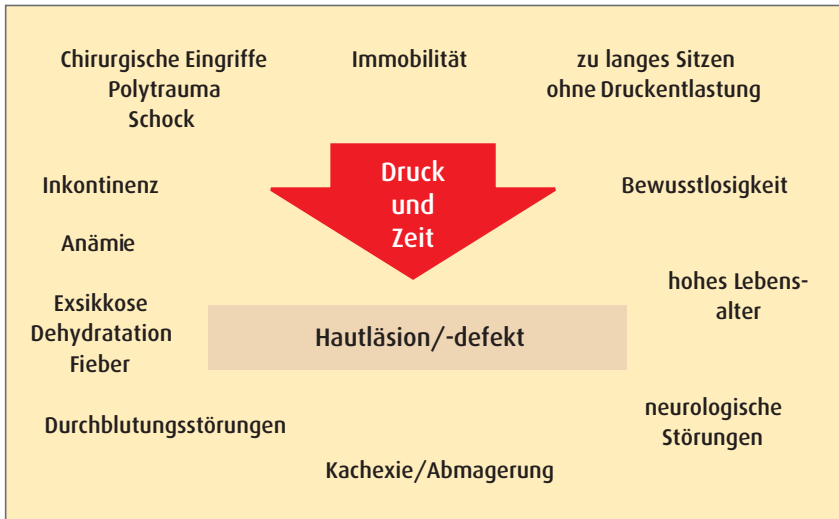 Chirurgische Eingriffe
Polytrauma
Schock
Immobilität
zu langes Sitzen
ohne Druckentlastung
Druck
und
Zeit
Inkontinenz
Bewusstlosigkeit
Anämie
hohes Lebens-
alter
Exsikkose
Dehydratation
Fieber
Hautläsion/-defekt
Durchblutungsstörungen
neurologische
Störungen
Kachexie/Abmagerung